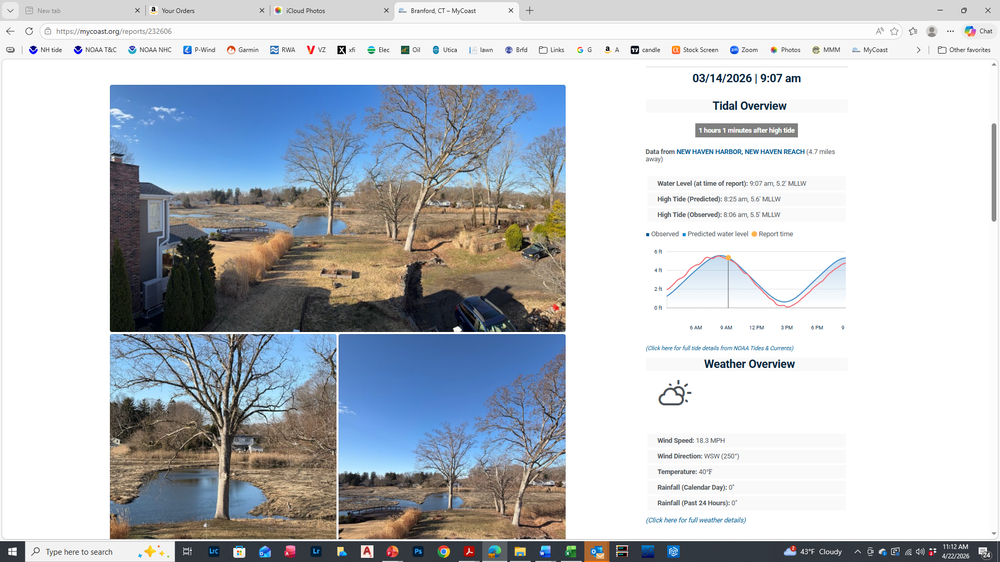 New tab
Your Orders
iCloud Photos
Branford, CT – MyCoast
https://mycoast.org/reports/232606
Chat
NH tide
NOAA T&C
NOAA NHC
P-Wind
Garmin
RWA
VZ
xfi
Elec
Oil
Utica
lawn
Brfd
Links
G
A
candle
Stock Screen
Zoom
Photos
MMM
MyCoast
Other favorites
03/14/2026 | 9:07 am
Tidal Overview
1 hours 1 minutes after high tide
Data from NEW HAVEN HARBOR, NEW HAVEN REACH (4.7 miles
away)
Water Level (at time of report): 9:07 am, 5.2' MLLW
High Tide (Predicted): 8:25 am, 5.6' MLLW
High Tide (Observed): 8:06 am, 5.5' MLLW
Observed Predicted water level Report time
6 ft
4 ft
2 ft
0 ft
6 AM 9 AM 12 PM 3 PM 6 PM 9
(Click here for full tide details from NOAA Tides & Currents)
Weather Overview
Wind Speed: 18.3 MPH
Wind Direction: WSW (250°)
Temperature: 40℉
Rainfall (Calendar Day): 0"
Rainfall (Past 24 Hours): 0"
(Click here for full weather details)
Type here to search
LrC
Lr
Ps
43°F Cloudy
11:12 AM
4/22/2026
24